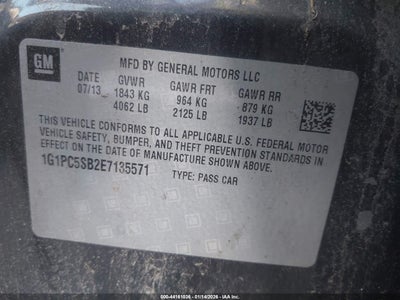 GM
MFD BY GENERAL MOTORS LLC
DATE GVWR GAWR FRT GAWR RR
07/13 1843 KG 964 KG 879 KG
4062 LB 2125 LB 1937 LB
THIS VEHICLE CONFORMS TO ALL APPLICABLE U.S. FEDERAL MOTOR
VEHICLE SAFETY, BUMPER, AND THEFT PREVENTION STANDARDS IN
EFFECT ON THE DATE OF MANUFACTURE SHOWN ABOVE.
1G1PC5SB2E7135571 TYPE: PASS CAR
000-44161036 - 01/14/2026 - IAAI.COM